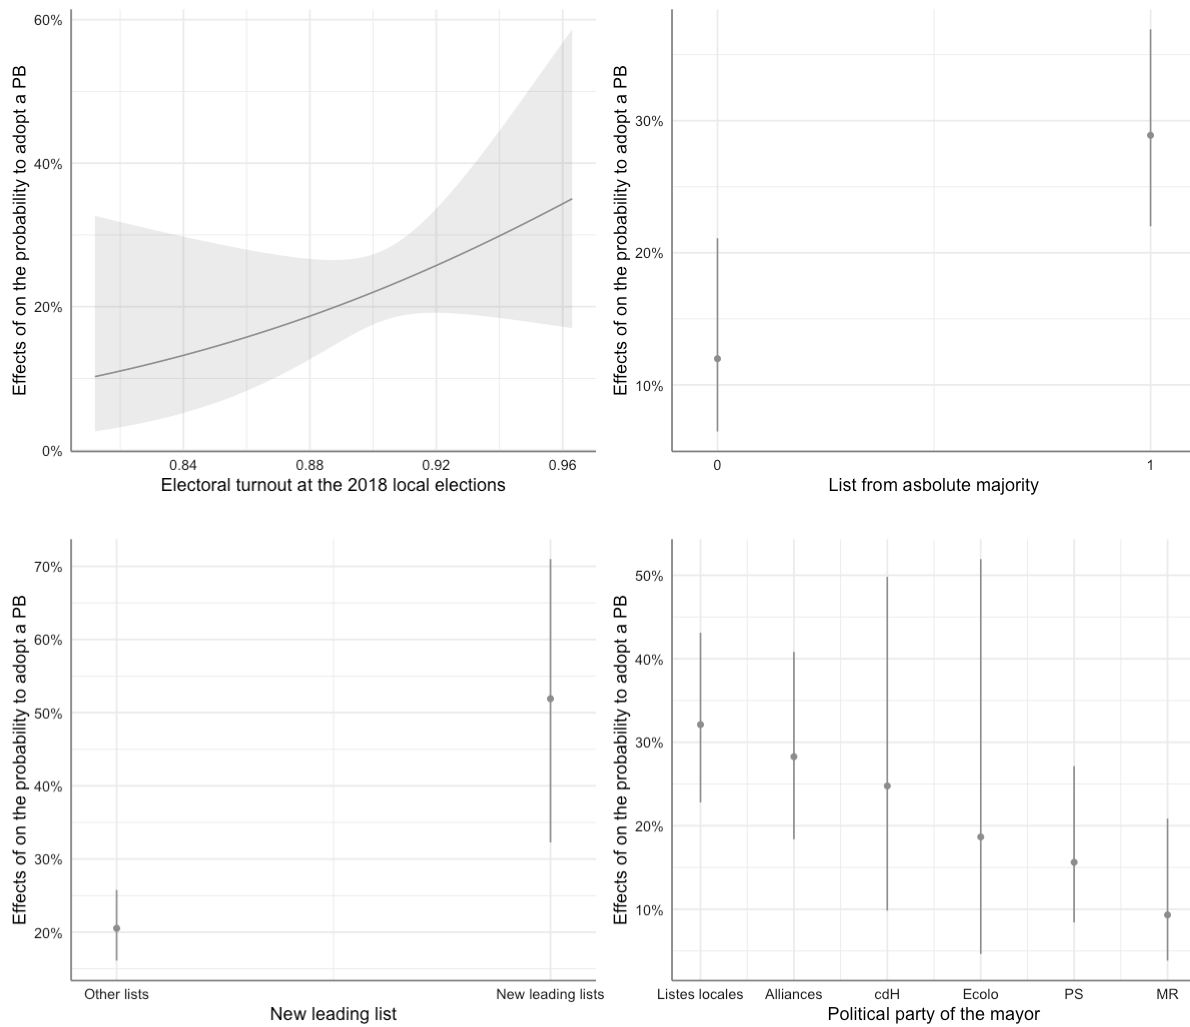 Effects of on the probability to adopt a PB
60%
40%
20%
0%
0.84 0.88 0.92 0.96
Electoral turnout at the 2018 local elections
Effects of on the probability to adopt a PB
30%
20%
10%
0 1
List from asbolute majority
Effects of on the probability to adopt a PB
70%
60%
50%
40%
30%
20%
Other lists New leading lists
New leading list
Effects of on the probability to adopt a PB
50%
40%
30%
20%
10%
Listes locales Alliances cdH Ecolo PS MR
Political party of the mayor